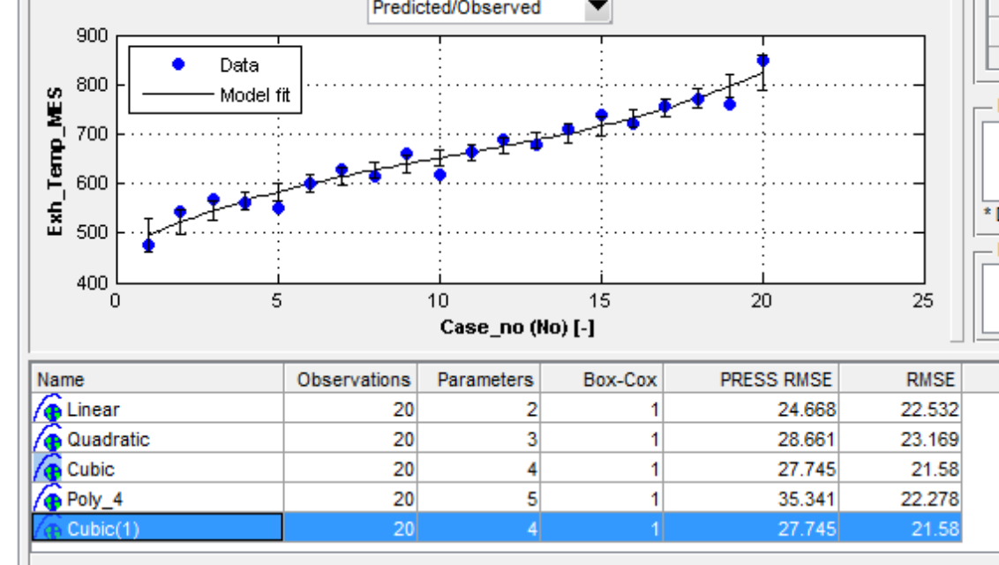 Predicted/Observed
900
800
700
600
500
400
Exh_Temp_MES
Data
Model fit
0 5 10 15 20 25
Case_no (No) [-]
* [
Name Observations Parameters Box-Cox PRESS RMSE RMSE
Linear 20 2 1 24.668 22.532
Quadratic 20 3 1 28.661 23.169
Cubic 20 4 1 27.745 21.58
Poly_4 20 5 1 35.341 22.278
Cubic(1) 20 4 1 27.745 21.58